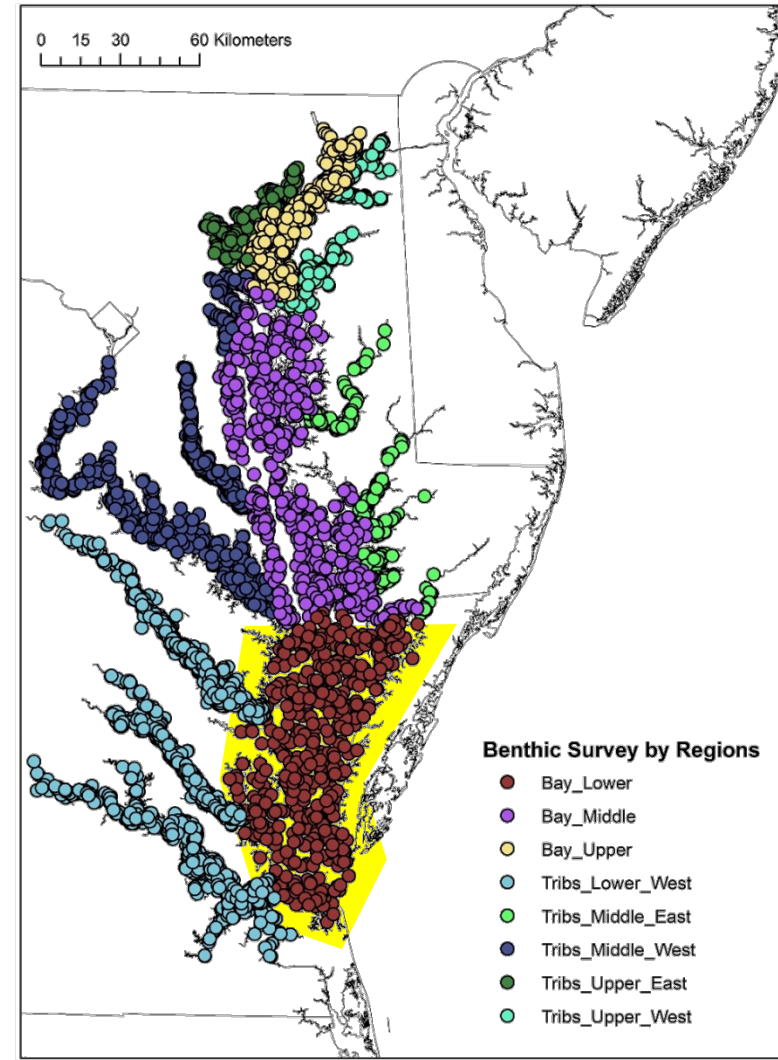 0 15 30 60 Kilometers
Benthic Survey by Regions
Bay_Lower
Bay_Middle
Bay_Upper
Tribs_Lower_West
Tribs_Middle_East
Tribs_Middle_West
Tribs_Upper_East
Tribs_Upper_West